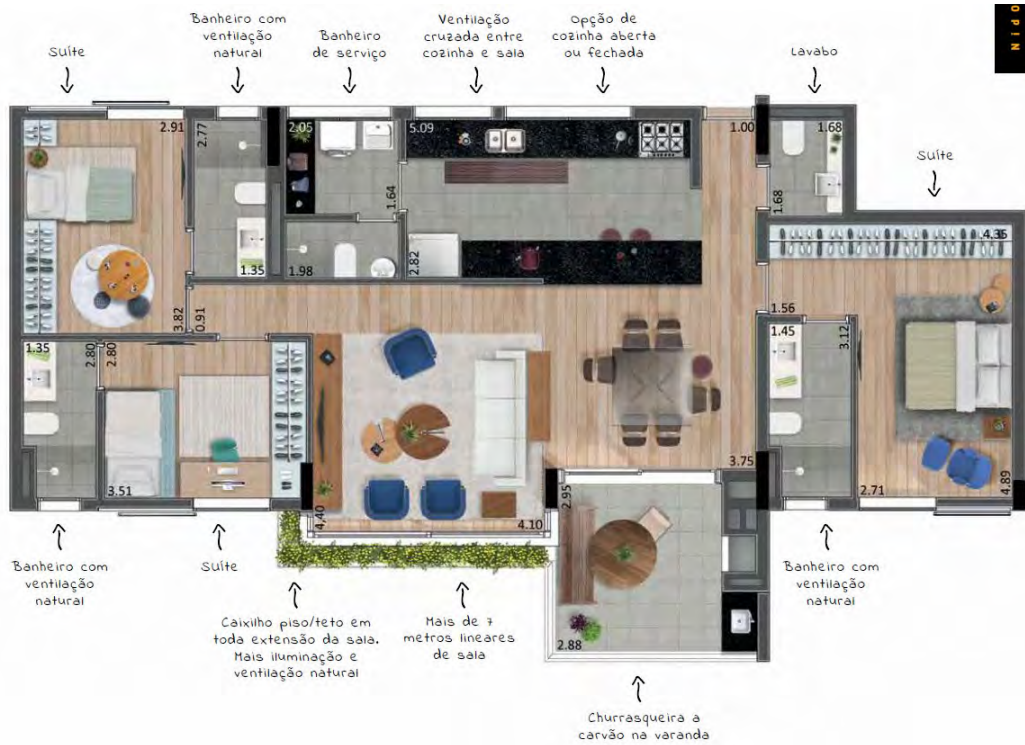 OpiN
Suíte
Banheiro com
ventilação
natural
Banheiro
de serviço
Ventilação
cruzada entre
cozinha e sala
Opção de
cozinha aberta
ou fechada
Lavabo
Suíte
2.91
2.77
2.05
5.09
1.00
1.68
1.64
1.68
4.35
1.35
1.98
2.82
3.82
0.91
1.56
1.35
2.80
2.80
1.45
3.12
3.51
4,40
4.10
2.95
3.75
2.71
4.89
2.88
Banheiro com
ventilação
natural
Suíte
Caixilho piso/teto em
toda extensão da sala.
Mais iluminação e
ventilação natural
Mais de 7
metros lineares
de sala
Churrasqueira a
carvão na varanda
Banheiro com
ventilação
natural